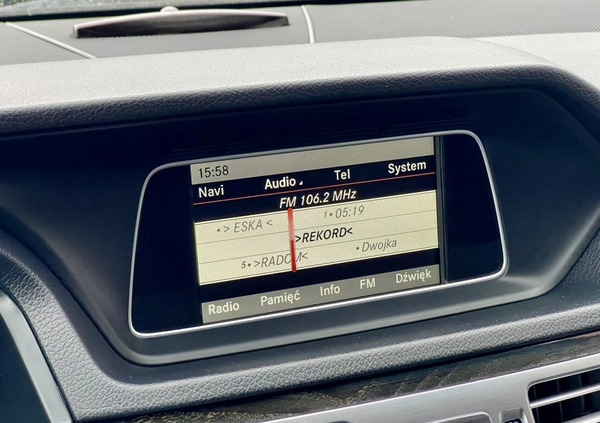 15:58
Navi Audio Tel System
FM 106.2 MHz
•> ESKA < 1•05:19
>REKORD<
5•>RADOM< •Dwojka
Radio Pamięć Info FM Dźwięk